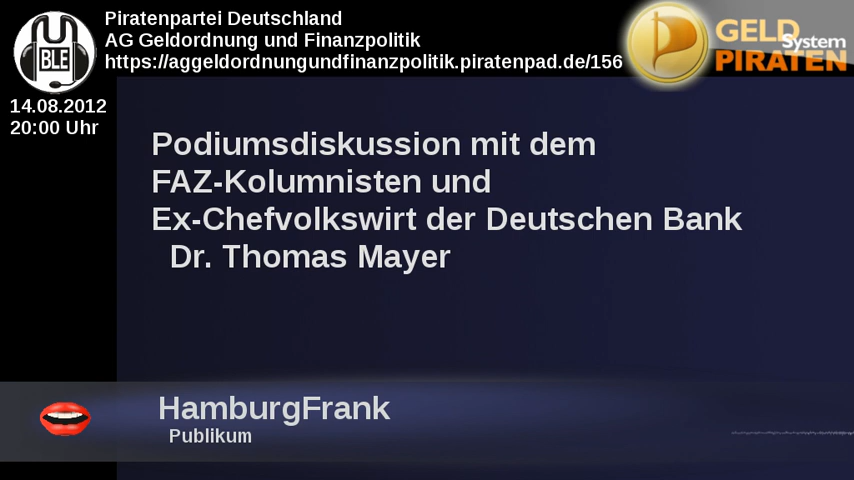 Piratenpartei Deutschland
AG Geldordnung und Finanzpolitik
https://aggeldordnungundfinanzpolitik.piratenpad.de/156
BLE
GELD
System
PIRATEN
14.08.2012
20:00 Uhr
Podiumsdiskussion mit dem
FAZ-Kolumnisten und
Ex-Chefvolkswirt der Deutschen Bank
Dr. Thomas Mayer
HamburgFrank
Publikum